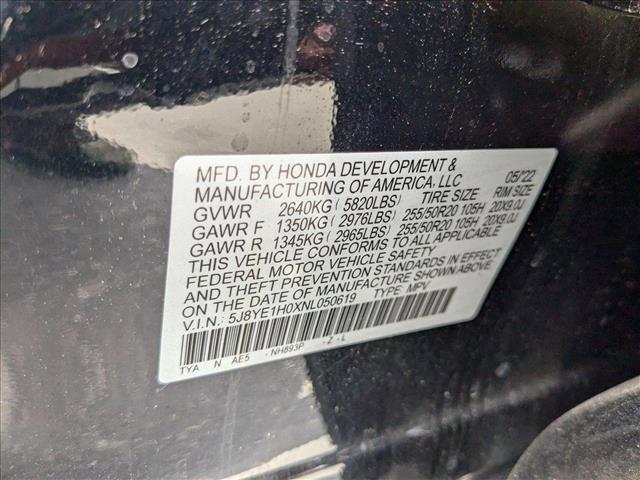 MFD. BY HONDA DEVELOPMENT & 05/22
MANUFACTURING OF AMERICA, LLC
GVWR 2640KG ( 5820LBS) TIRE SIZE RIM SIZE
GAWR F 1350KG ( 2976LBS) 255/50R20 105H 20X9.0J
GAWR R 1345KG ( 2965LBS) 255/50R20 105H 20X9.0J
THIS VEHICLE CONFORMS TO ALL APPLICABLE
FEDERAL MOTOR VEHICLE SAFETY
AND THEFT PREVENTION STANDARDS IN EFFECT
ON THE DATE OF MANUFACTURE SHOWN ABOVE.
V.I.N.: 5J8YE1H0XNL050619 TYPE: MPV
TYA N AE5 -NH893P -Z-L